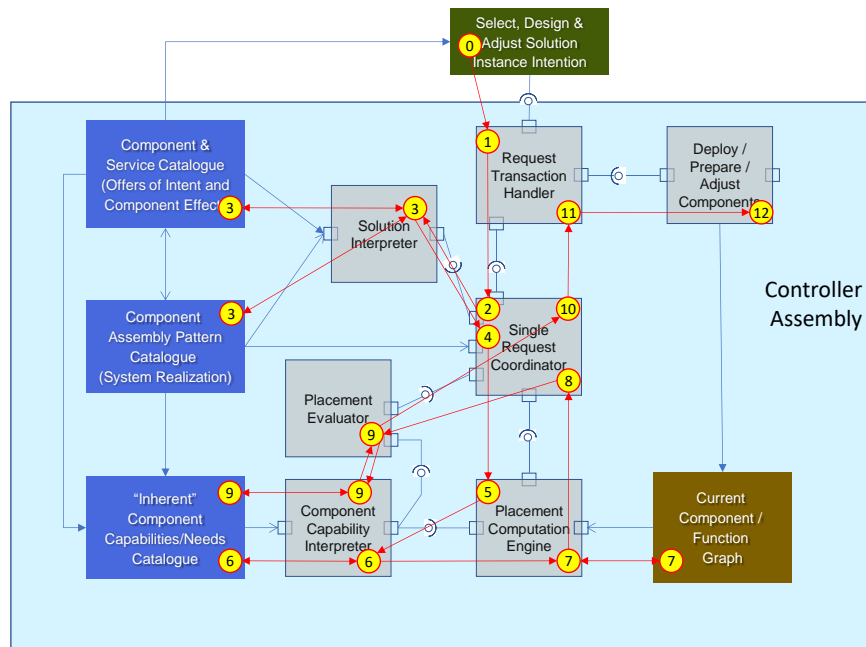 Select, Design &
Adjust Solution
Instance Intention
0
Component &
Service Catalogue
(Offers of Intent and
Component Effect)
3
1
Request
Transaction
Handler
11
Deploy /
Prepare /
Adjust
Components
12
3
Solution
Interpreter
Component
Assembly Pattern
Catalogue
(System Realization)
3
2
4
10
Single
Request
Coordinator
8
Controller
Assembly
Placement
Evaluator
9
"Inherent"
Component
Capabilities/Needs
Catalogue
9
6
9
Component
Capability
Interpreter
6
5
Placement
Computation
Engine
7
Current
Component /
Function
Graph
7